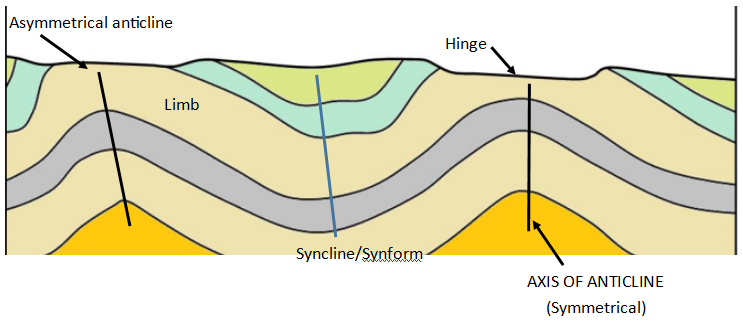 Asymmetrical anticline
Hinge
Limb
Syncline/Synform
AXIS OF ANTICLINE
(Symmetrical)